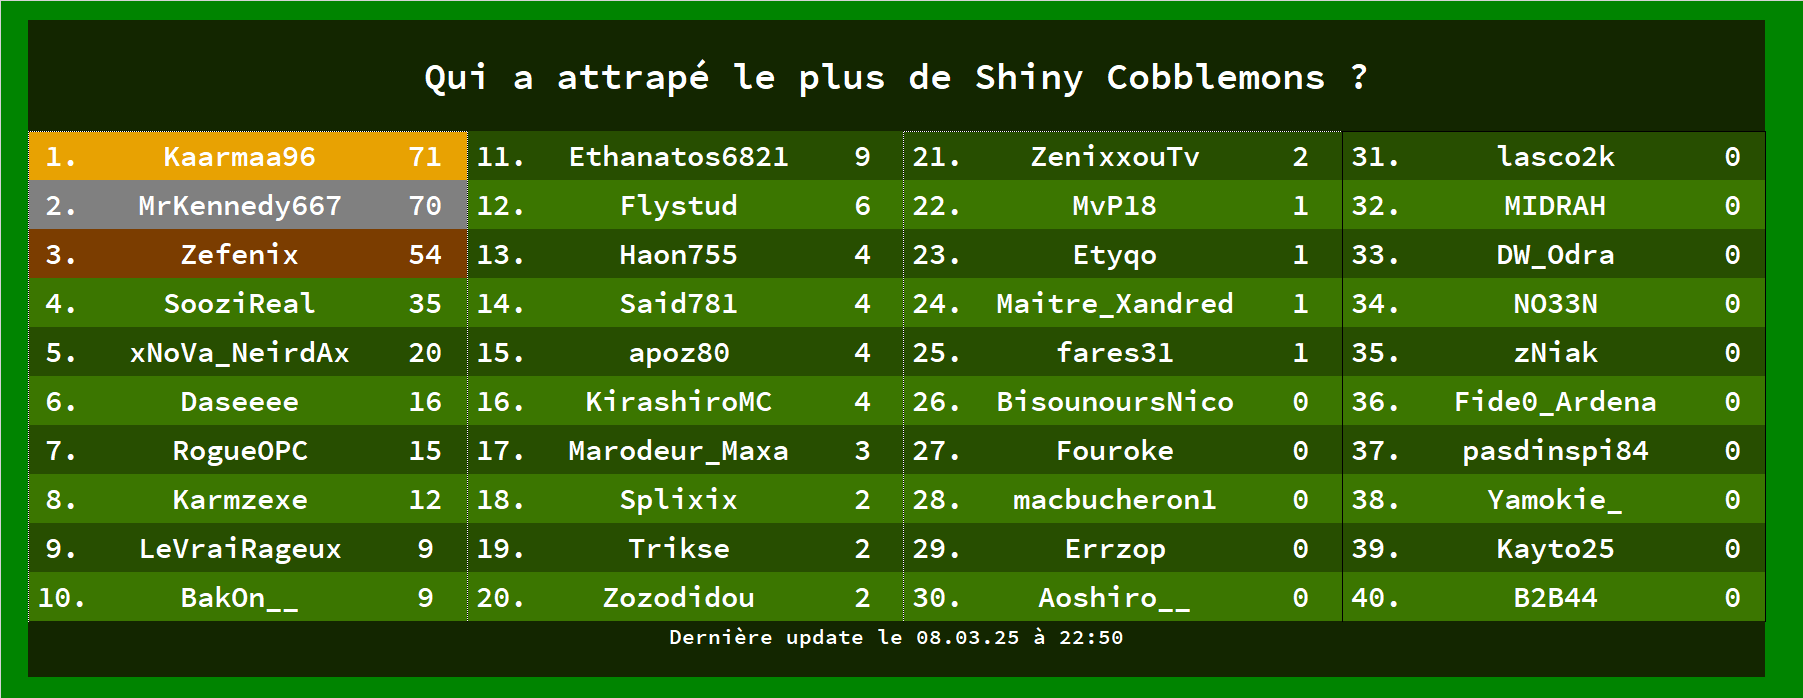 Qui a attrapé le plus de Shiny Cobblemons ?
1. Kaarmaa96 71
2. MrKennedy667 70
3. Zefenix 54
4. SooziReal 35
5. xNoVa_NeirdAx 20
6. Daseeee 16
7. RogueOPC 15
8. Karmzexe 12
9. LeVraiRageux 9
10. BakOn__ 9
11. Ethanatos6821 9
12. Flystud 6
13. Haon755 4
14. Said781 4
15. apoz80 4
16. KirashiroMC 4
17. Marodeur_Maxa 3
18. Splixix 2
19. Trikse 2
20. Zozodidou 2
21. ZenixxouTv 2
22. MvP18 1
23. Etyqo 1
24. Maitre_Xandred 1
25. fares31 1
26. BisounoursNico 0
27. Fouroke 0
28. macbucheron1 0
29. Errzop 0
30. Aoshiro__ 0
31. lasco2k 0
32. MIDRAH 0
33. DW_Odra 0
34. NO33N 0
35. zNiak 0
36. Fide0_Ardena 0
37. pasdinspi84 0
38. Yamokie_ 0
39. Kayto25 0
40. B2B44 0
Dernière update le 08.03.25 à 22:50